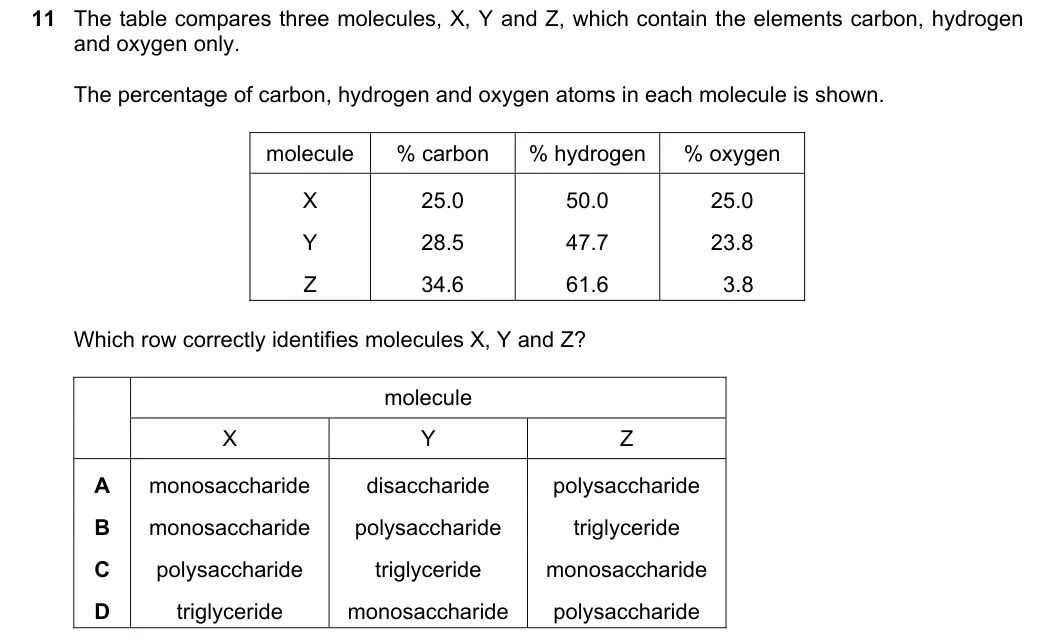 11 The table compares three molecules, X, Y and Z, which contain the elements carbon, hydrogen
and oxygen only.
The percentage of carbon, hydrogen and oxygen atoms in each molecule is shown.
molecule % carbon % hydrogen % oxygen
X 25.0 50.0 25.0
Y 28.5 47.7 23.8
Z 34.6 61.6 3.8
Which row correctly identifies molecules X, Y and Z?
molecule
X Y Z
A monosaccharide disaccharide polysaccharide
B monosaccharide polysaccharide triglyceride
C polysaccharide triglyceride monosaccharide
D triglyceride monosaccharide polysaccharide